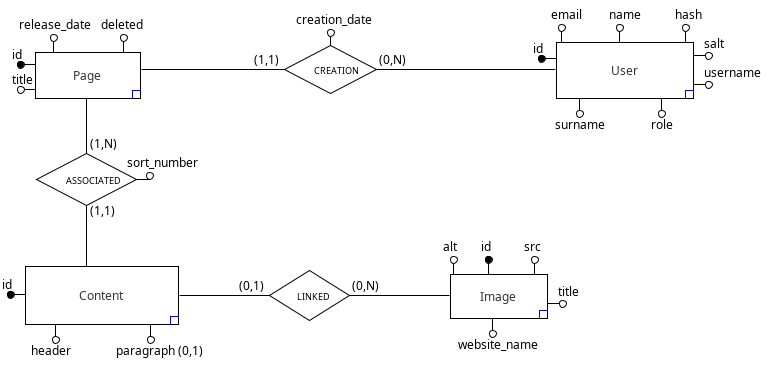 creation_date
release_date deleted
email name hash
id
title
Page
(1,1)
CREATION
(0,N)
id
User
salt
username
surname role
(1,N)
sort_number
ASSOCIATED
(1,1)
alt id src
id
Content
(0,1)
LINKED
(0,N)
Image
title
header
paragraph (0,1)
website_name